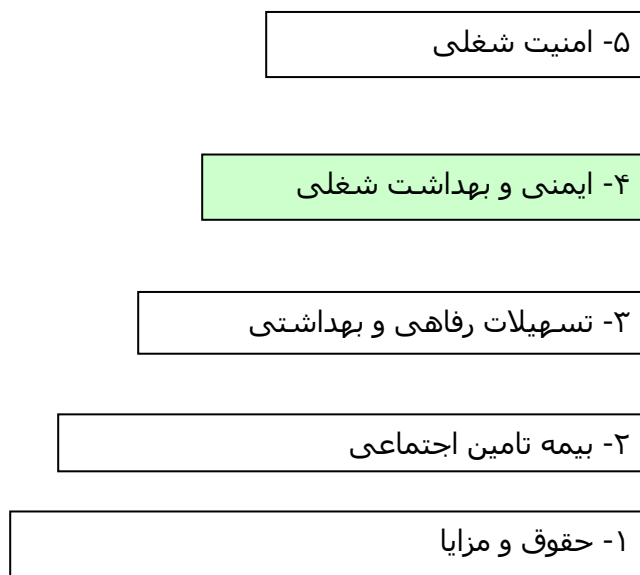 ۵- امنیت شغلی
۴- ایمنی و بهداشت شغلی
۳- تسهیلات رفاهی و بهداشتی
۲- بیمه تامین اجتماعی
۱- حقوق و مزایا